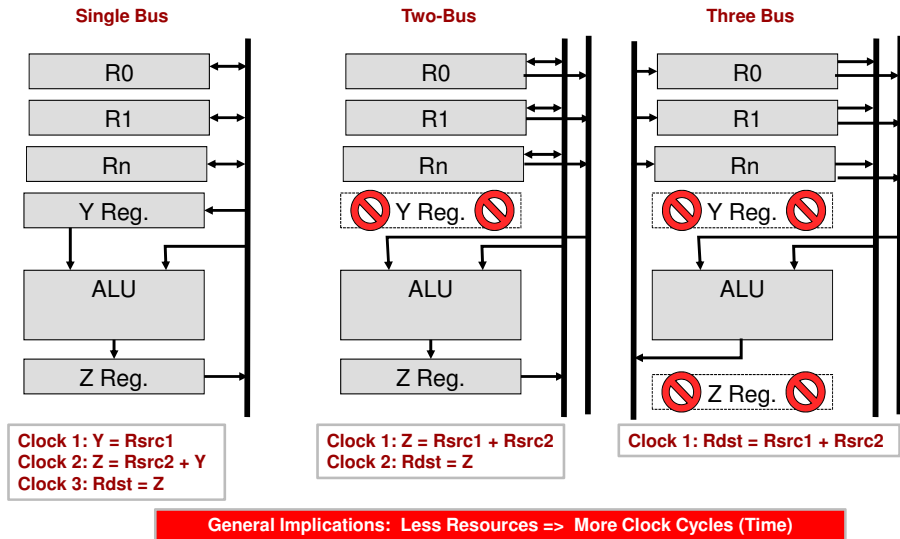 Single Bus
R0
R1
Rn
Y Reg.
ALU
Z Reg.
Clock 1: Y = Rsrc1
Clock 2: Z = Rsrc2 + Y
Clock 3: Rdst = Z
Two-Bus
R0
R1
Rn
Y Reg.
ALU
Z Reg.
Clock 1: Z = Rsrc1 + Rsrc2
Clock 2: Rdst = Z
Three Bus
R0
R1
Rn
Y Reg.
ALU
Z Reg.
Clock 1: Rdst = Rsrc1 + Rsrc2
General Implications: Less Resources => More Clock Cycles (Time)